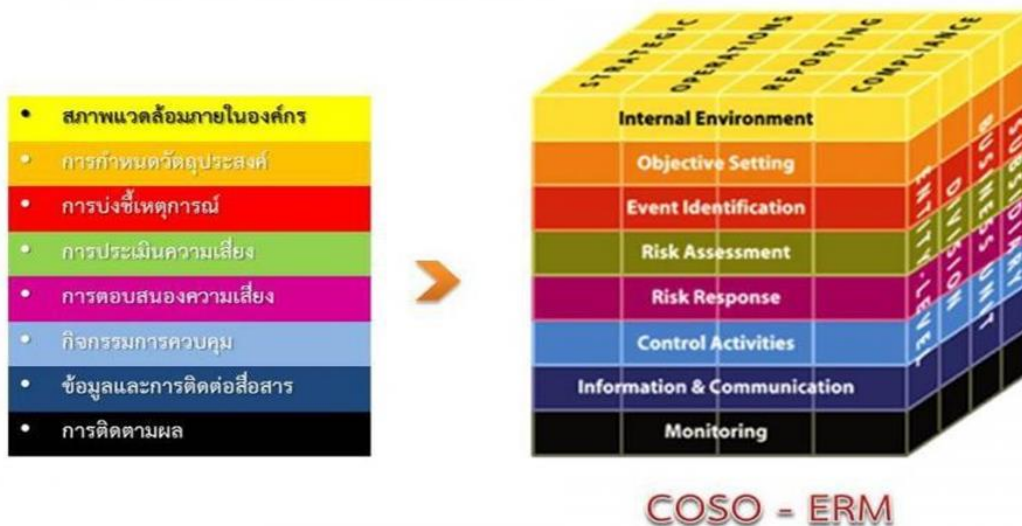 • สภาพแวดล้อมภายในองค์กร
• การกำหนดวัตถุประสงค์
• การบ่งชี้เหตุการณ์
• การประเมินความเสี่ยง
• การตอบสนองความเสี่ยง
• กิจกรรมการควบคุม
• ข้อมูลและการติดต่อสื่อสาร
• การติดตามผล
STRATEGIC
OPERATIONS
REPORTING
COMPLIANCE
Internal Environment
Objective Setting
Event Identification
Risk Assessment
Risk Response
Control Activities
Information & Communication
Monitoring
ENTITY-LEVEL
DIVISION
BUSINESS UNIT
SUBSIDIARY
COSO - ERM